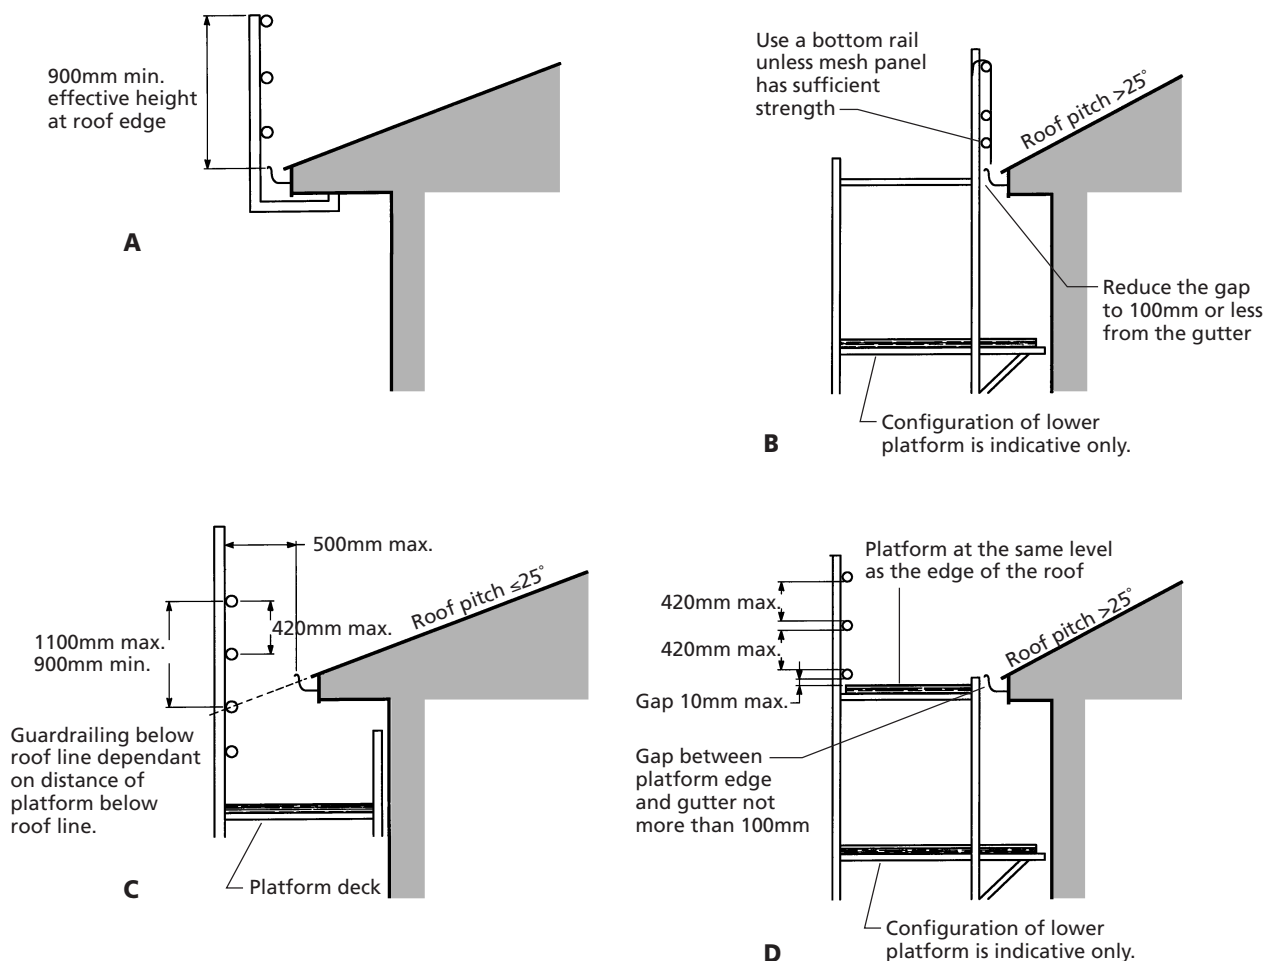 900mm min.
effective height
at roof edge
A
Use a bottom rail
unless mesh panel
has sufficient
strength
Roof pitch >25°
Reduce the gap
to 100mm or less
from the gutter
Configuration of lower
platform is indicative only.
B
500mm max.
Roof pitch ≤25°
420mm max.
1100mm max.
900mm min.
Guardrailing below
roof line dependant
on distance of
platform below
roof line.
Platform deck
C
Platform at the same level
as the edge of the roof
420mm max.
420mm max.
Roof pitch >25°
Gap 10mm max.
Gap between
platform edge
and gutter not
more than 100mm
Configuration of lower
platform is indicative only.
D